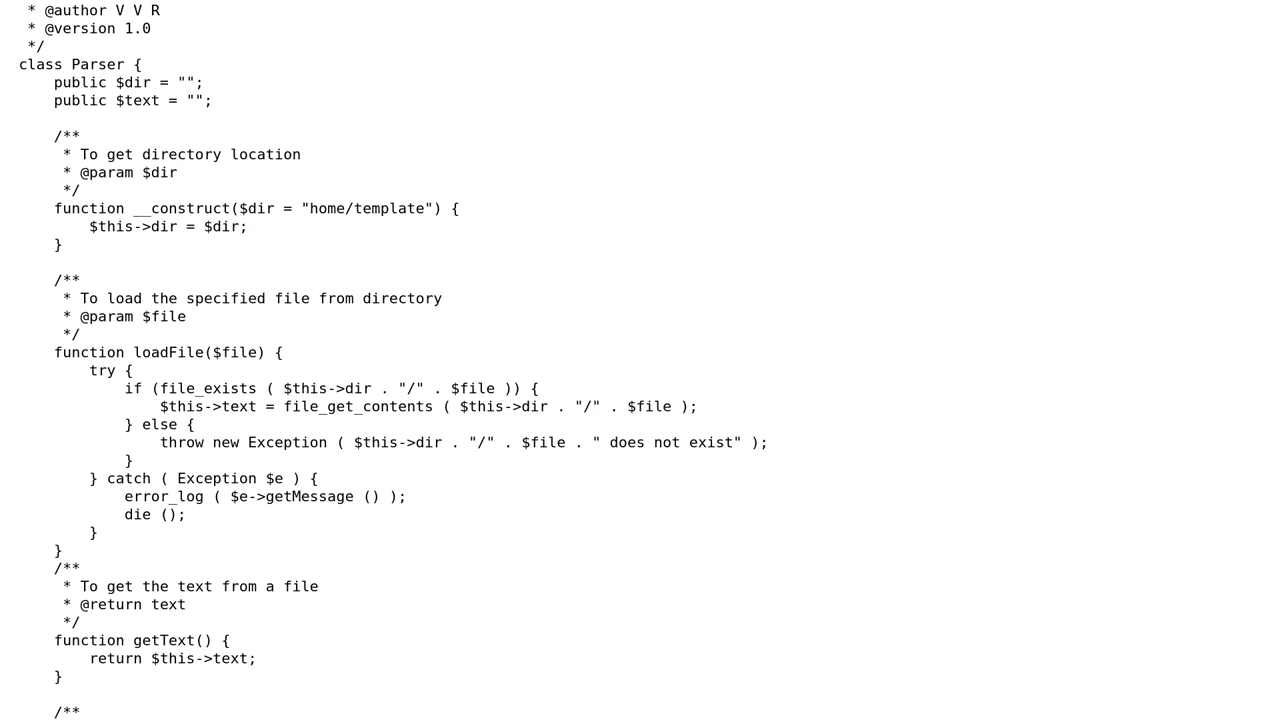 * @author V V R
 * @version 1.0
 */
class Parser {
    public $dir = "";
    public $text = "";

    /**
     * To get directory location
     * @param $dir
     */
    function __construct($dir = "home/template") {
        $this->dir = $dir;
    }

    /**
     * To load the specified file from directory
     * @param $file
     */
    function loadFile($file) {
        try {
            if (file_exists ( $this->dir . "/" . $file )) {
                $this->text = file_get_contents ( $this->dir . "/" . $file );
            } else {
                throw new Exception ( $this->dir . "/" . $file . " does not exist" );
            }
        } catch ( Exception $e ) {
            error_log ( $e->getMessage () );
            die ();
        }
    }
    /**
     * To get the text from a file
     * @return text
     */
    function getText() {
        return $this->text;
    }

    /**